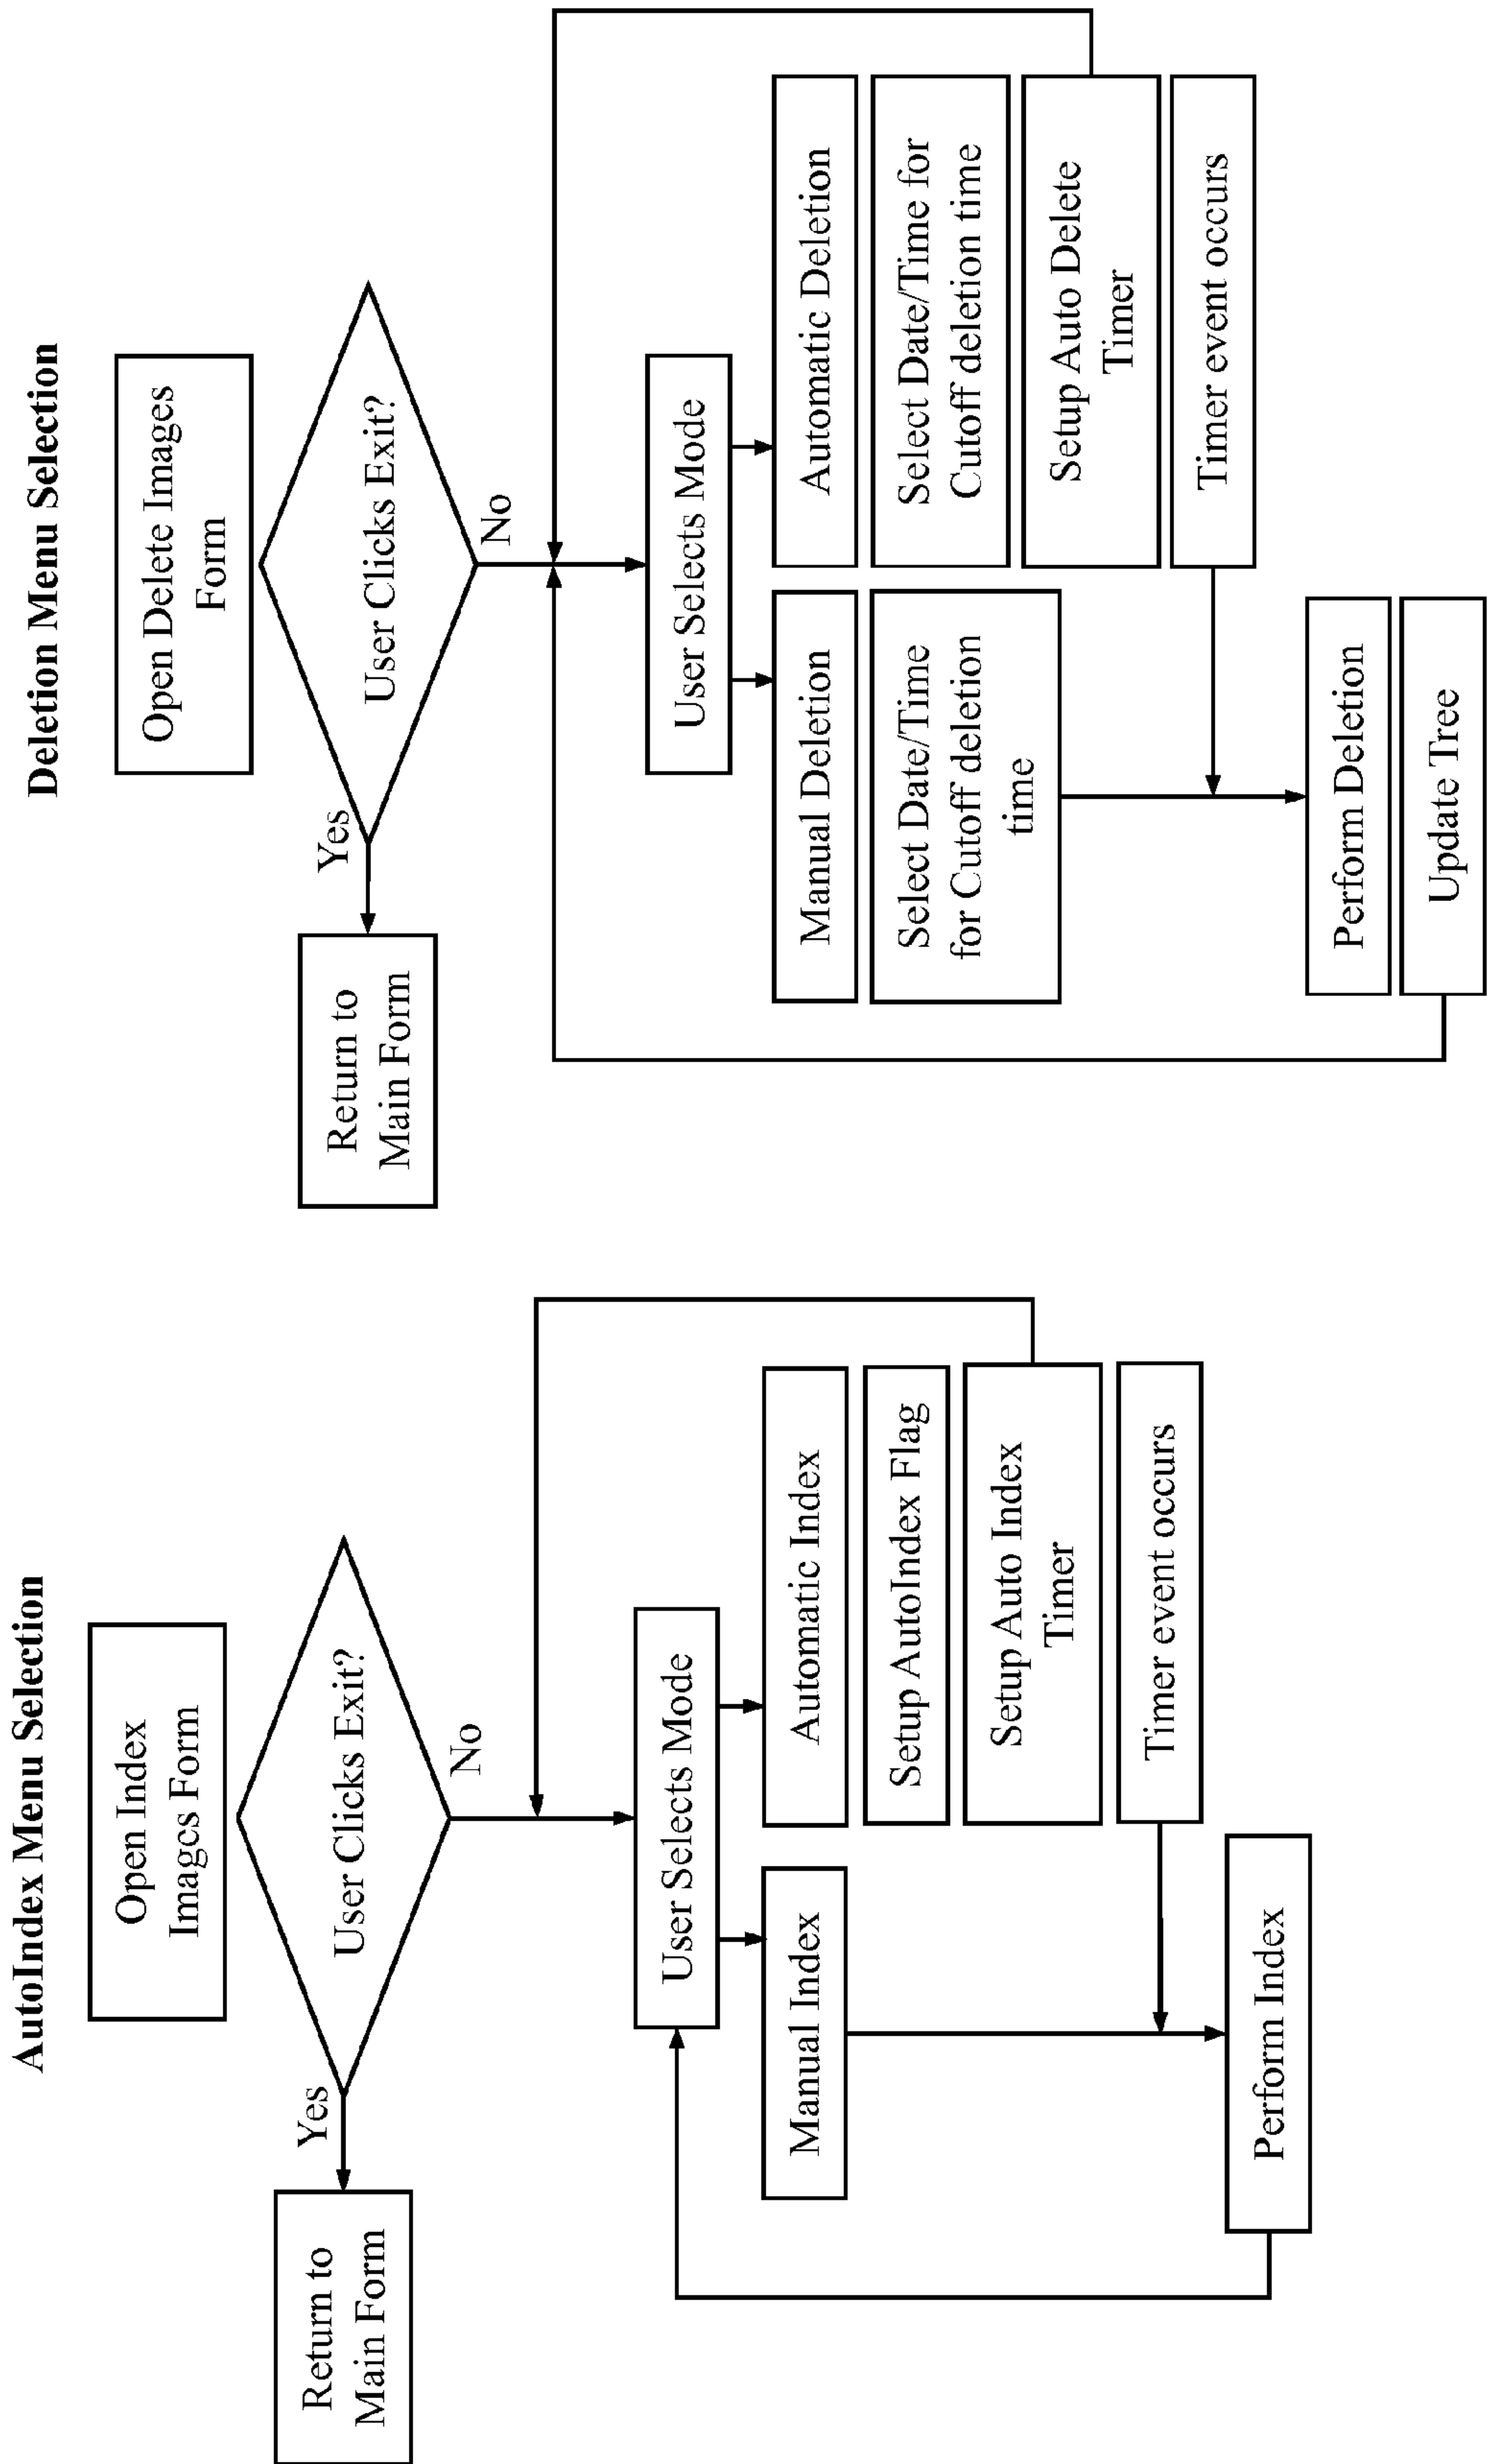 AutoIndex Menu Selection
Open Index
Images Form
User Clicks Exit?
Yes
No
Return to
Main Form
User Selects Mode
Manual Index
Automatic Index
Setup AutoIndex Flag
Setup Auto Index
Timer
Timer event occurs
Perform Index
Deletion Menu Selection
Open Delete Images
Form
User Clicks Exit?
Yes
No
Return to
Main Form
User Selects Mode
Manual Deletion
Select Date/Time
for Cutoff deletion
time
Automatic Deletion
Select Date/Time for
Cutoff deletion time
Setup Auto Delete
Timer
Timer event occurs
Perform Deletion
Update Tree